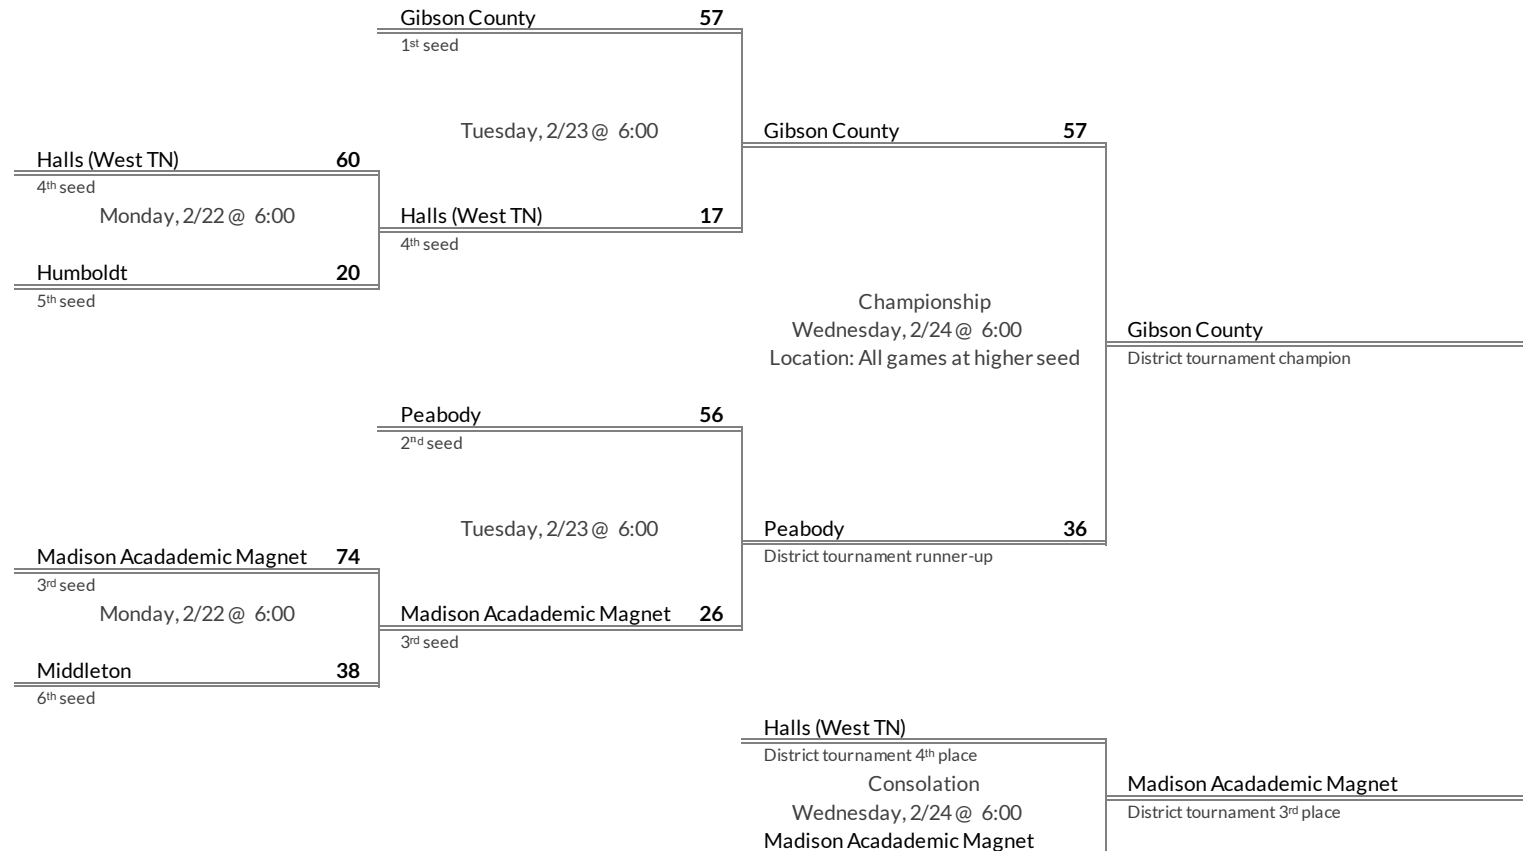 Gibson County 57
1st seed
Tuesday, 2/23 @ 6:00
Gibson County 57
Halls (West TN) 60
4th seed
Monday, 2/22 @ 6:00
Halls (West TN) 17
4th seed
Humboldt 20
5th seed
Championship
Wednesday, 2/24 @ 6:00
Location: All games at higher seed
Gibson County
District tournament champion
Peabody 56
2nd seed
Tuesday, 2/23 @ 6:00
Peabody 36
District tournament runner-up
Madison Acadademic Magnet 74
3rd seed
Monday, 2/22 @ 6:00
Madison Acadademic Magnet 26
3rd seed
Middleton 38
6th seed
Halls (West TN)
District tournament 4th place
Consolation
Wednesday, 2/24 @ 6:00
Madison Acadademic Magnet
Madison Acadademic Magnet
District tournament 3rd place